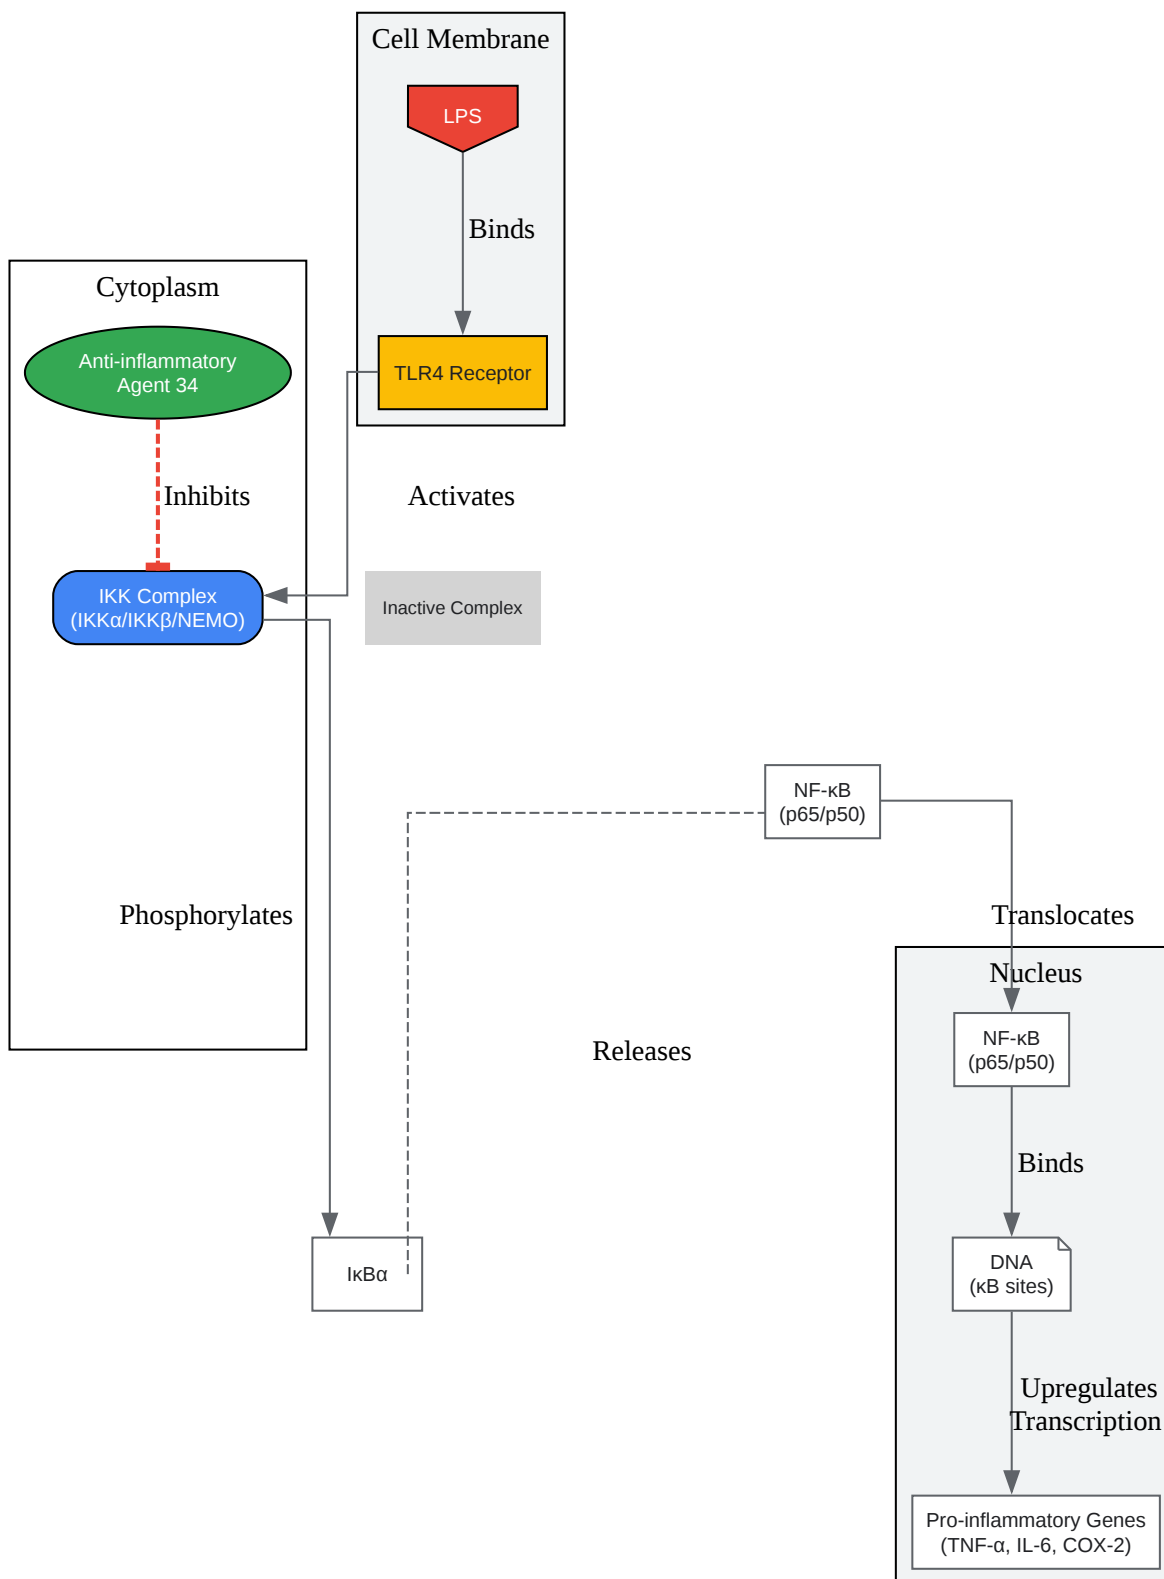 Cell Membrane
LPS
Binds
Cytoplasm
Anti-inflammatory
Agent 34
TLR4 Receptor
Inhibits
Activates
IKK Complex
(IKKα/IKKβ/NEMO)
Inactive Complex
NF-κB
(p65/p50)
Phosphorylates
Translocates
Nucleus
NF-κB
(p65/p50)
Releases
Binds
IκBα
DNA
(κB sites)
Upregulates
Transcription
Pro-inflammatory Genes
(TNF-α, IL-6, COX-2)